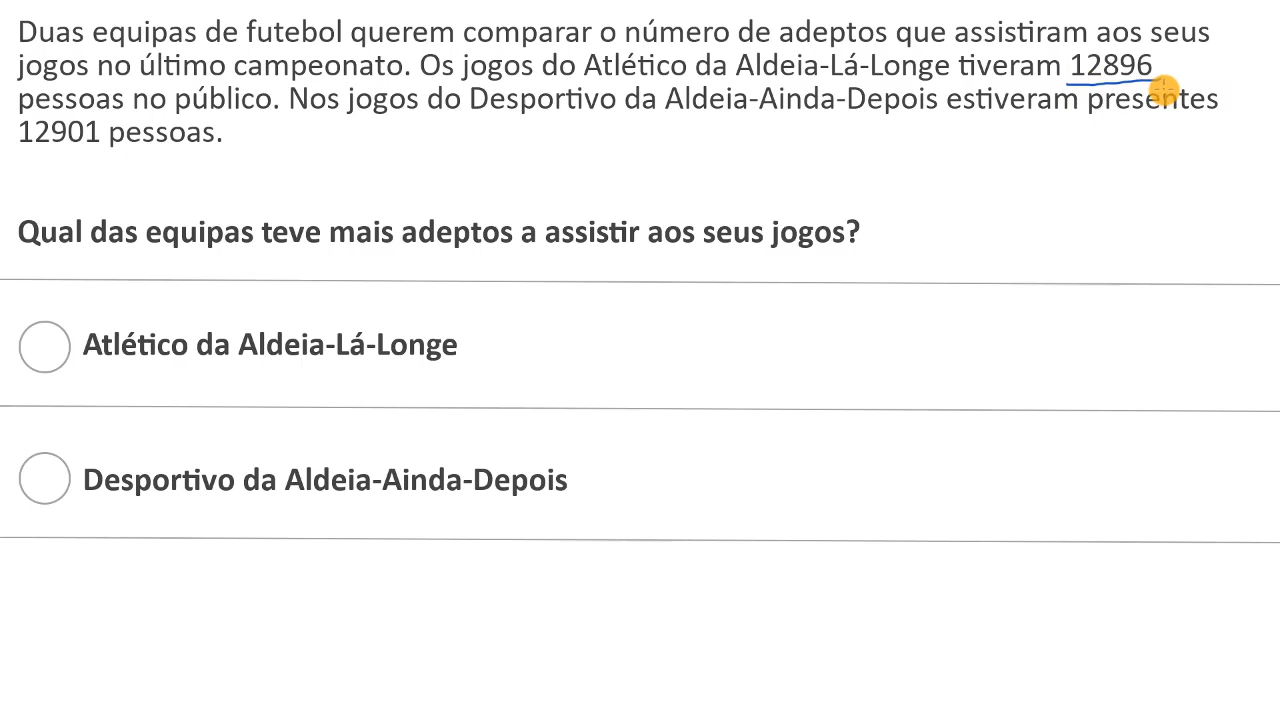 Duas equipas de futebol querem comparar o número de adeptos que assistiram aos seus
jogos no último campeonato. Os jogos do Atlético da Aldeia-Lá-Longe tiveram 12896
pessoas no público. Nos jogos do Desportivo da Aldeia-Ainda-Depois estiveram presentes
12901 pessoas.
Qual das equipas teve mais adeptos a assistir aos seus jogos?
Atlético da Aldeia-Lá-Longe
Desportivo da Aldeia-Ainda-Depois